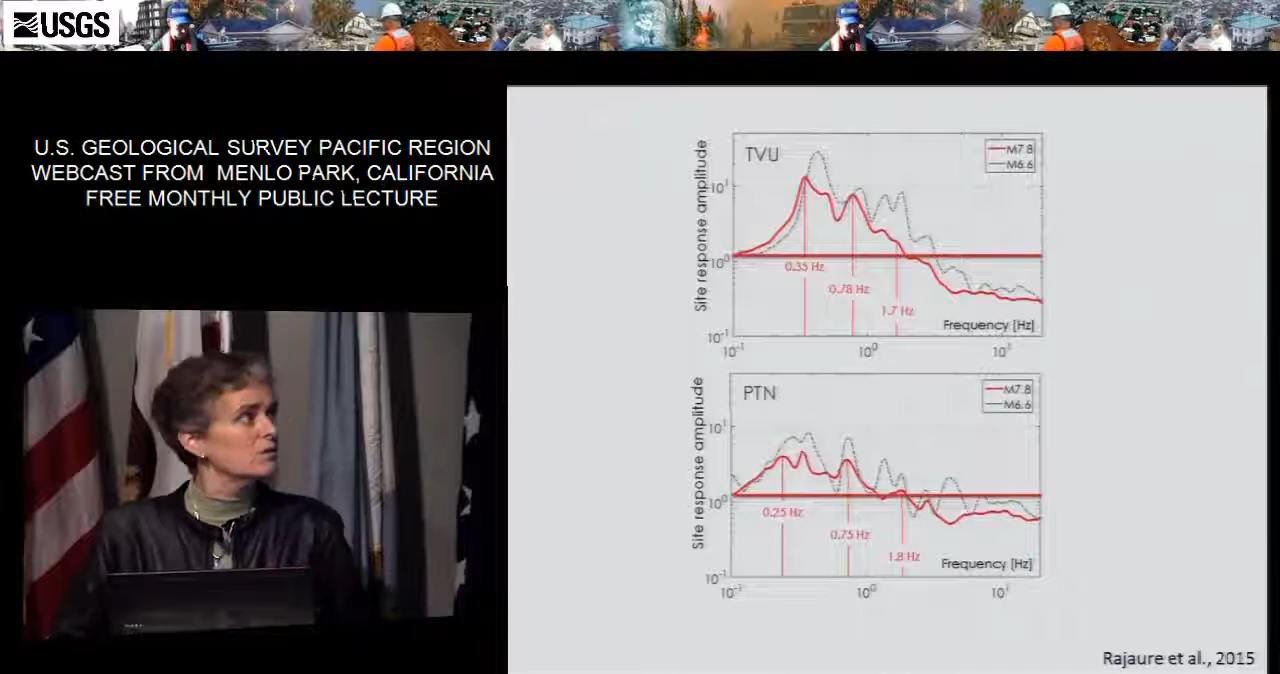 USGS
U.S. GEOLOGICAL SURVEY PACIFIC REGION
WEBCAST FROM MENLO PARK, CALIFORNIA
FREE MONTHLY PUBLIC LECTURE
TVU
M7.8
M6.6
Site response amplitude
10¹
10⁰
10⁻¹
0.35 Hz
0.78 Hz
1.7 Hz
Frequency [Hz]
10⁻¹
10⁰
10¹
PTN
M7.8
M6.6
Site response amplitude
10¹
10⁰
10⁻¹
0.25 Hz
0.75 Hz
1.8 Hz
Frequency [Hz]
10⁻¹
10⁰
10¹
Rajaure et al., 2015